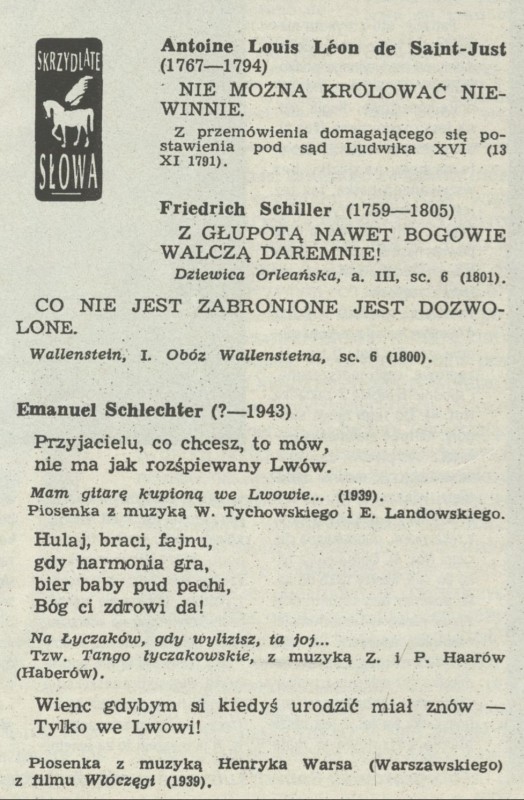 SKRZYDLATE
SŁOWA
Antoine Louis Léon de Saint-Just
(1767—1794)
NIE MOŻNA KRÓLOWAĆ NIE-
WINNIE.
Z przemówienia domagającego się po-
stawienia pod sąd Ludwika XVI (13
XI 1791).
Friedrich Schiller (1759—1805)
Z GŁUPOTĄ NAWET BOGOWIE
WALCZĄ DAREMNIE!
Dziewica Orleańska, a. III, sc. 6 (1801).
CO NIE JEST ZABRONIONE JEST DOZWO-
LONE.
Wallenstein, I. Obóz Wallensteina, sc. 6 (1800).
Emanuel Schlechter (?—1943)
Przyjacielu, co chcesz, to mów,
nie ma jak rozśpiewany Lwów.
Mam gitarę kupioną we Lwowie... (1939).
Piosenka z muzyką W. Tychowskiego i E. Landowskiego.
Hulaj, braci, fajnu,
gdy harmonia gra,
bier baby pud pachi,
Bóg ci zdrowi da!
Na Łyczaków, gdy wylizisz, ta joj...
Tzw. Tango łyczakowskie, z muzyką Z. i P. Haarów
(Haberów).
Wienc gdybym si kiedyś urodzić miał znów —
Tylko we Lwowi!
Piosenka z muzyką Henryka Warsa (Warszawskiego)
z filmu Włóczęgi (1939).